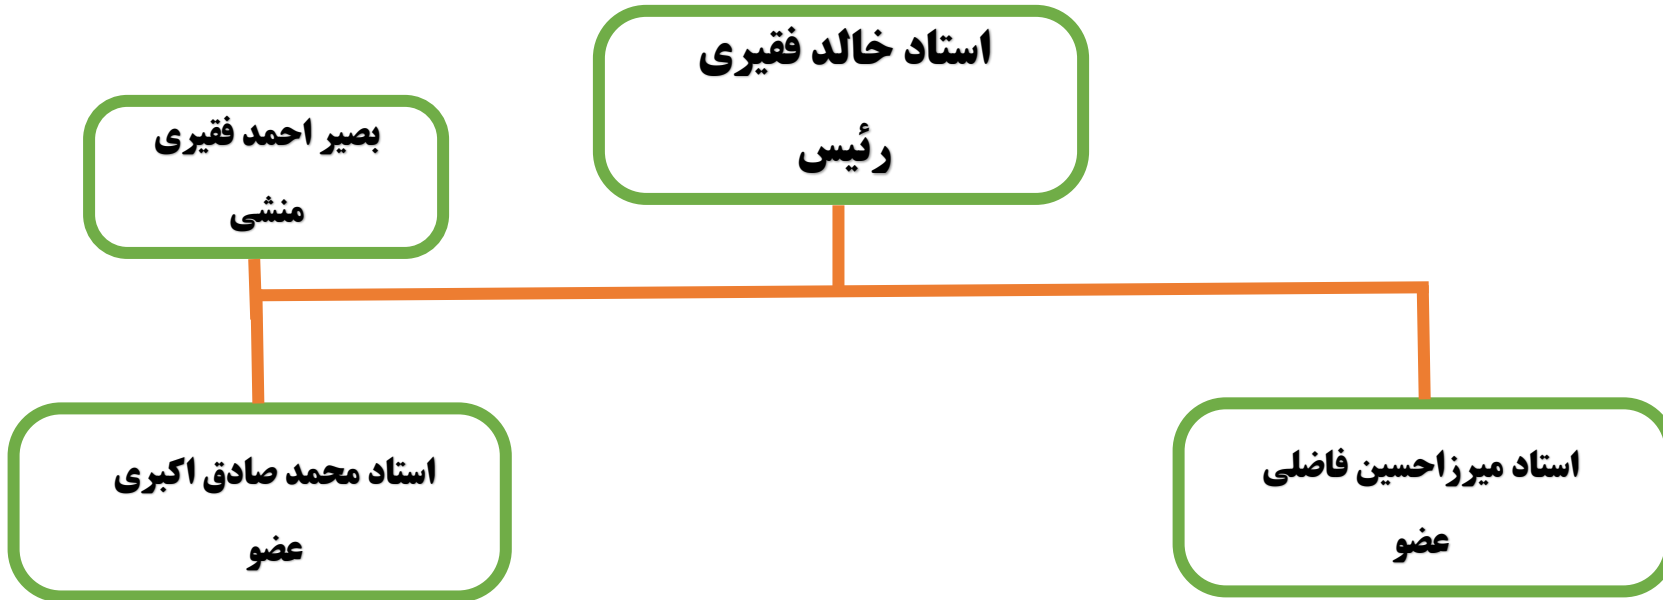 استاد خالد فقیری
رئیس
بصیر احمد فقیری
منشی
استاد میرزاحسین فاضلی
عضو
استاد محمد صادق اکبری
عضو